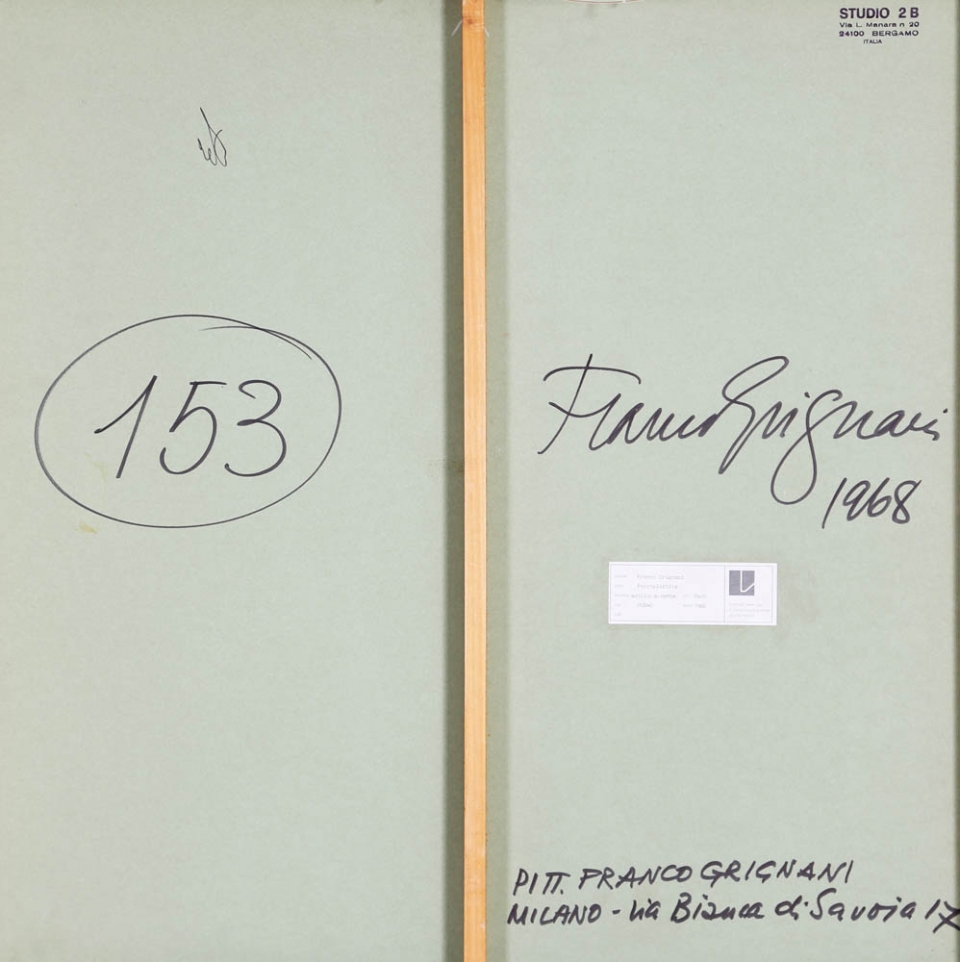 STUDIO 2 B
Via L. Manara n 20
24100 BERGAMO
ITALIA
153
Franco Grignani
1968
PITT. FRANCO GRIGNANI
MILANO - Via Bianca di Savoia 17